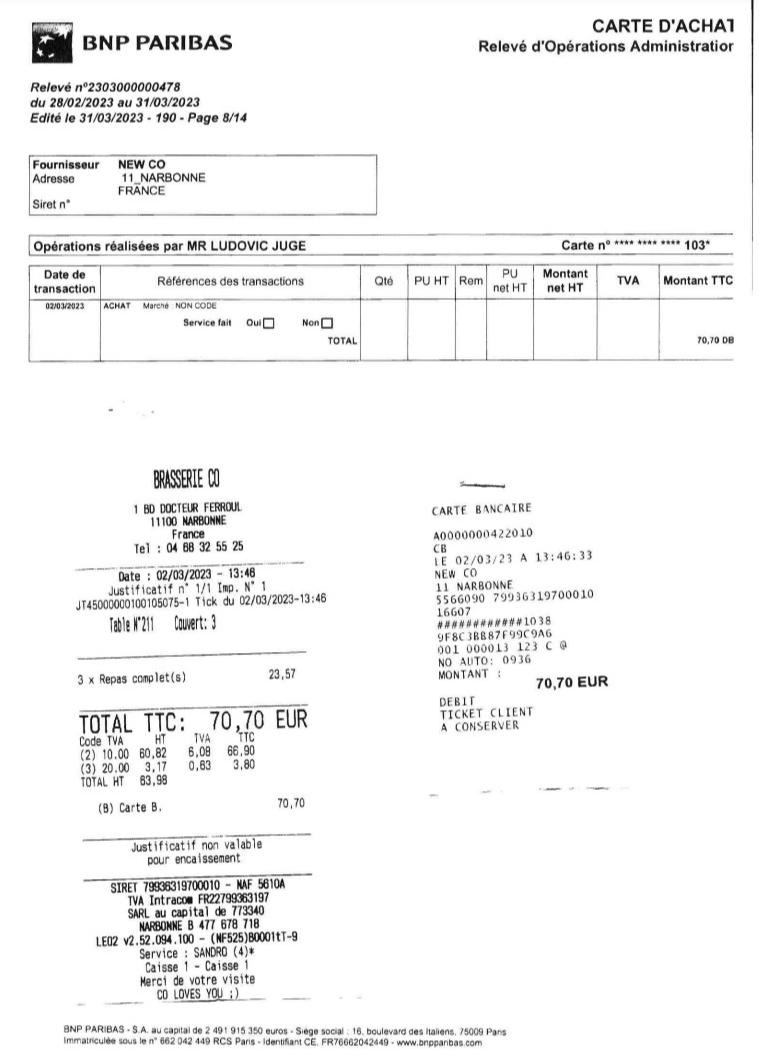 BNP PARIBAS
CARTE D'ACHAT
Relevé d'Opérations Administration
Relevé n°2303000000478
du 28/02/2023 au 31/03/2023
Edité le 31/03/2023 - 190 - Page 8/14
Fournisseur NEW CO
Adresse 11_NARBONNE
FRANCE
Siret n°
Opérations réalisées par MR LUDOVIC JUGE Carte n° **** **** **** 103*
Date de transaction Références des transactions Qté PU HT Rem PU net HT Montant net HT TVA Montant TTC
02/03/2023 ACHAT Marché NON CODE
Service fait Oui Non
TOTAL 70,70 DB
BRASSERIE CO
1 BD DOCTEUR FERROUL
11100 NARBONNE
France
Tel : 04 68 32 55 25
Date : 02/03/2023 - 13:46
Justificatif n° 1/1 Imp. N° 1
JT45000000100105075-1 Tick du 02/03/2023-13:46
Table N°211 Couvert: 3
3 x Repas complet(s) 23,57
TOTAL TTC: 70,70 EUR
Code TVA HT TVA TTC
(2) 10.00 60,82 6,08 66,90
(3) 20.00 3,17 0,63 3,80
TOTAL HT 63,98
(B) Carte B. 70,70
Justificatif non valable
pour encaissement
SIRET 79936319700010 - NAF 5610A
TVA Intracom FR22799363197
SARL au capital de 773340
NARBONNE B 477 678 718
LEO2 v2.52.094.100 - (NF525)B0001tT-9
Service : SANDRO (4)*
Caisse 1 - Caisse 1
Merci de votre visite
CO LOVES YOU ;)
CARTE BANCAIRE
A0000000422010
CB
LE 02/03/23 A 13:46:33
NEW CO
11 NARBONNE
5566090 79936319700010
16607
############1038
9F8C3BB87F99C9A6
001 000013 123 C @
NO AUTO: 0936
MONTANT :
70,70 EUR
DEBIT
TICKET CLIENT
A CONSERVER
BNP PARIBAS - S.A. au capital de 2 491 915 350 euros - Siège social : 16, boulevard des Italiens, 75009 Paris
Immatriculée sous le n° 662 042 449 RCS Paris - Identifiant CE. FR76662042449 - www.bnpparibas.com